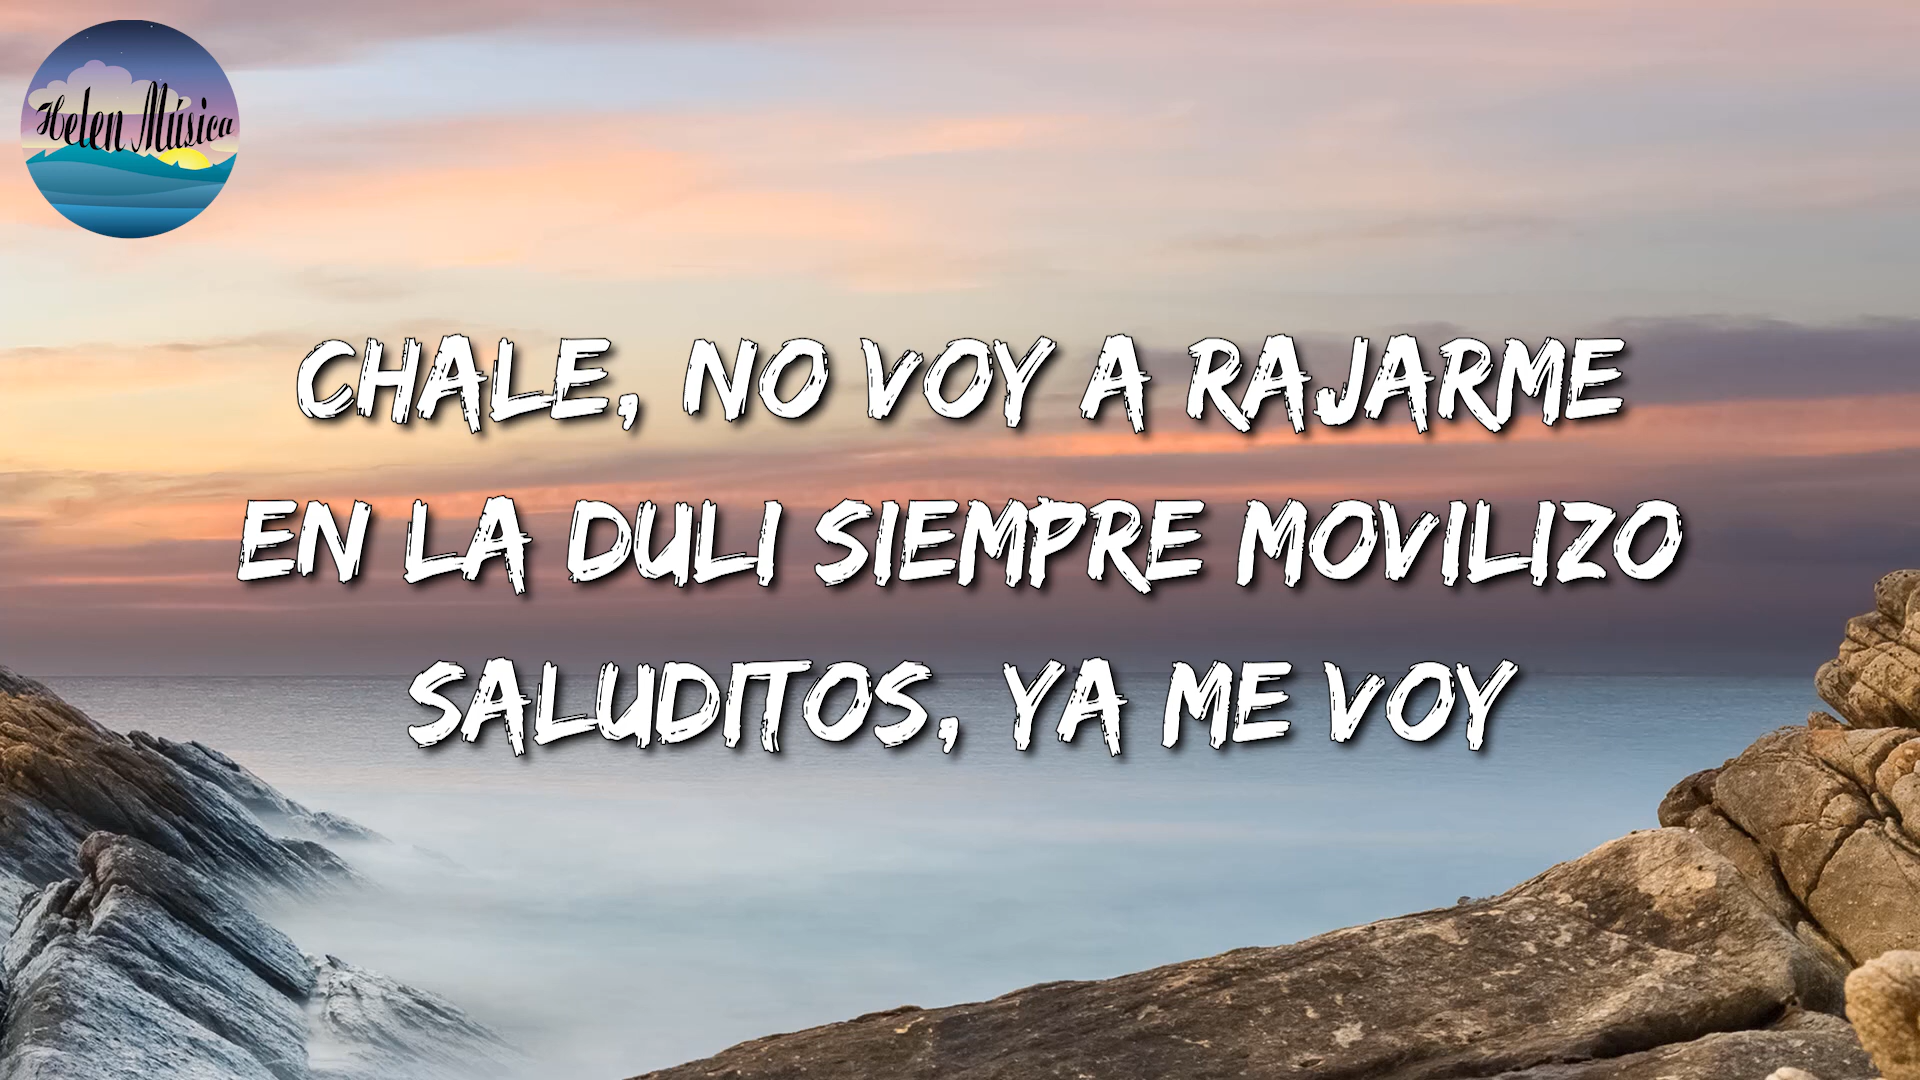 Helen Música
CHALE, NO VOY A RAJARME
EN LA DULI SIEMPRE MOVILIZO
SALUDITOS, YA ME VOY